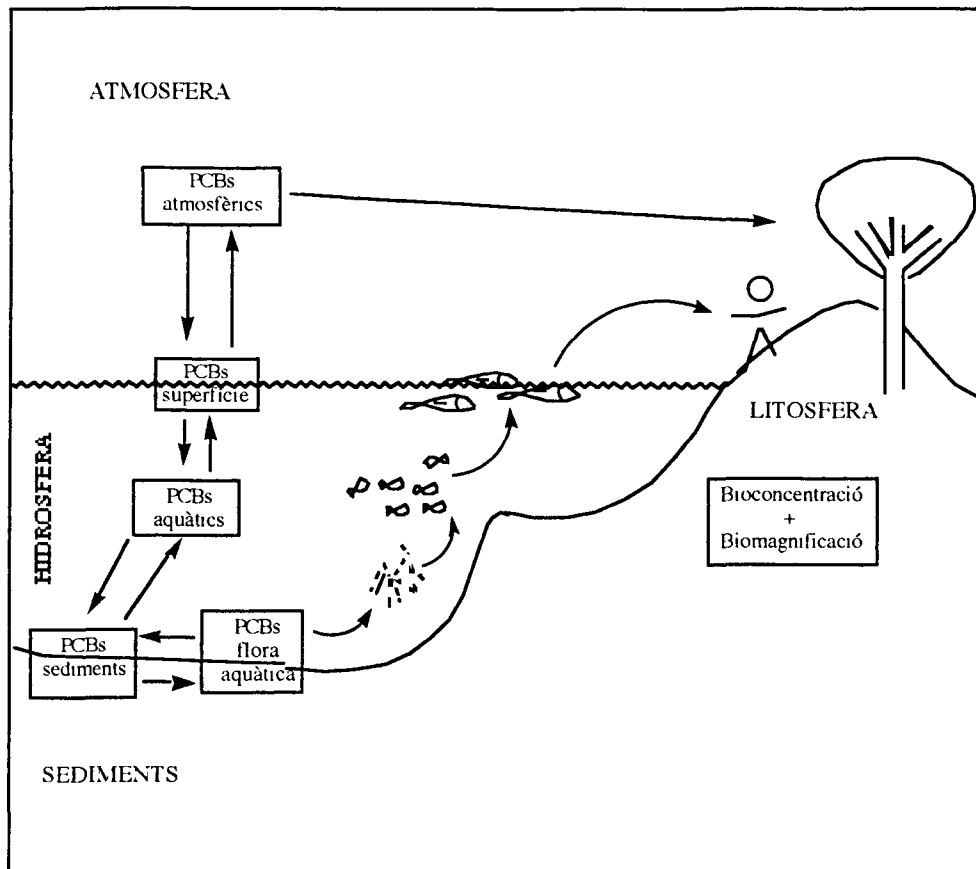 ATMOSFERA
PCBs
atmosfèrics
PCBs
superfície
LITOSFERA
HIDROSFERA
PCBs
aquàtics
Bioconcentració
+
Biomagnificació
PCBs
sediments
PCBs
flora
aquàtica
SEDIMENTS